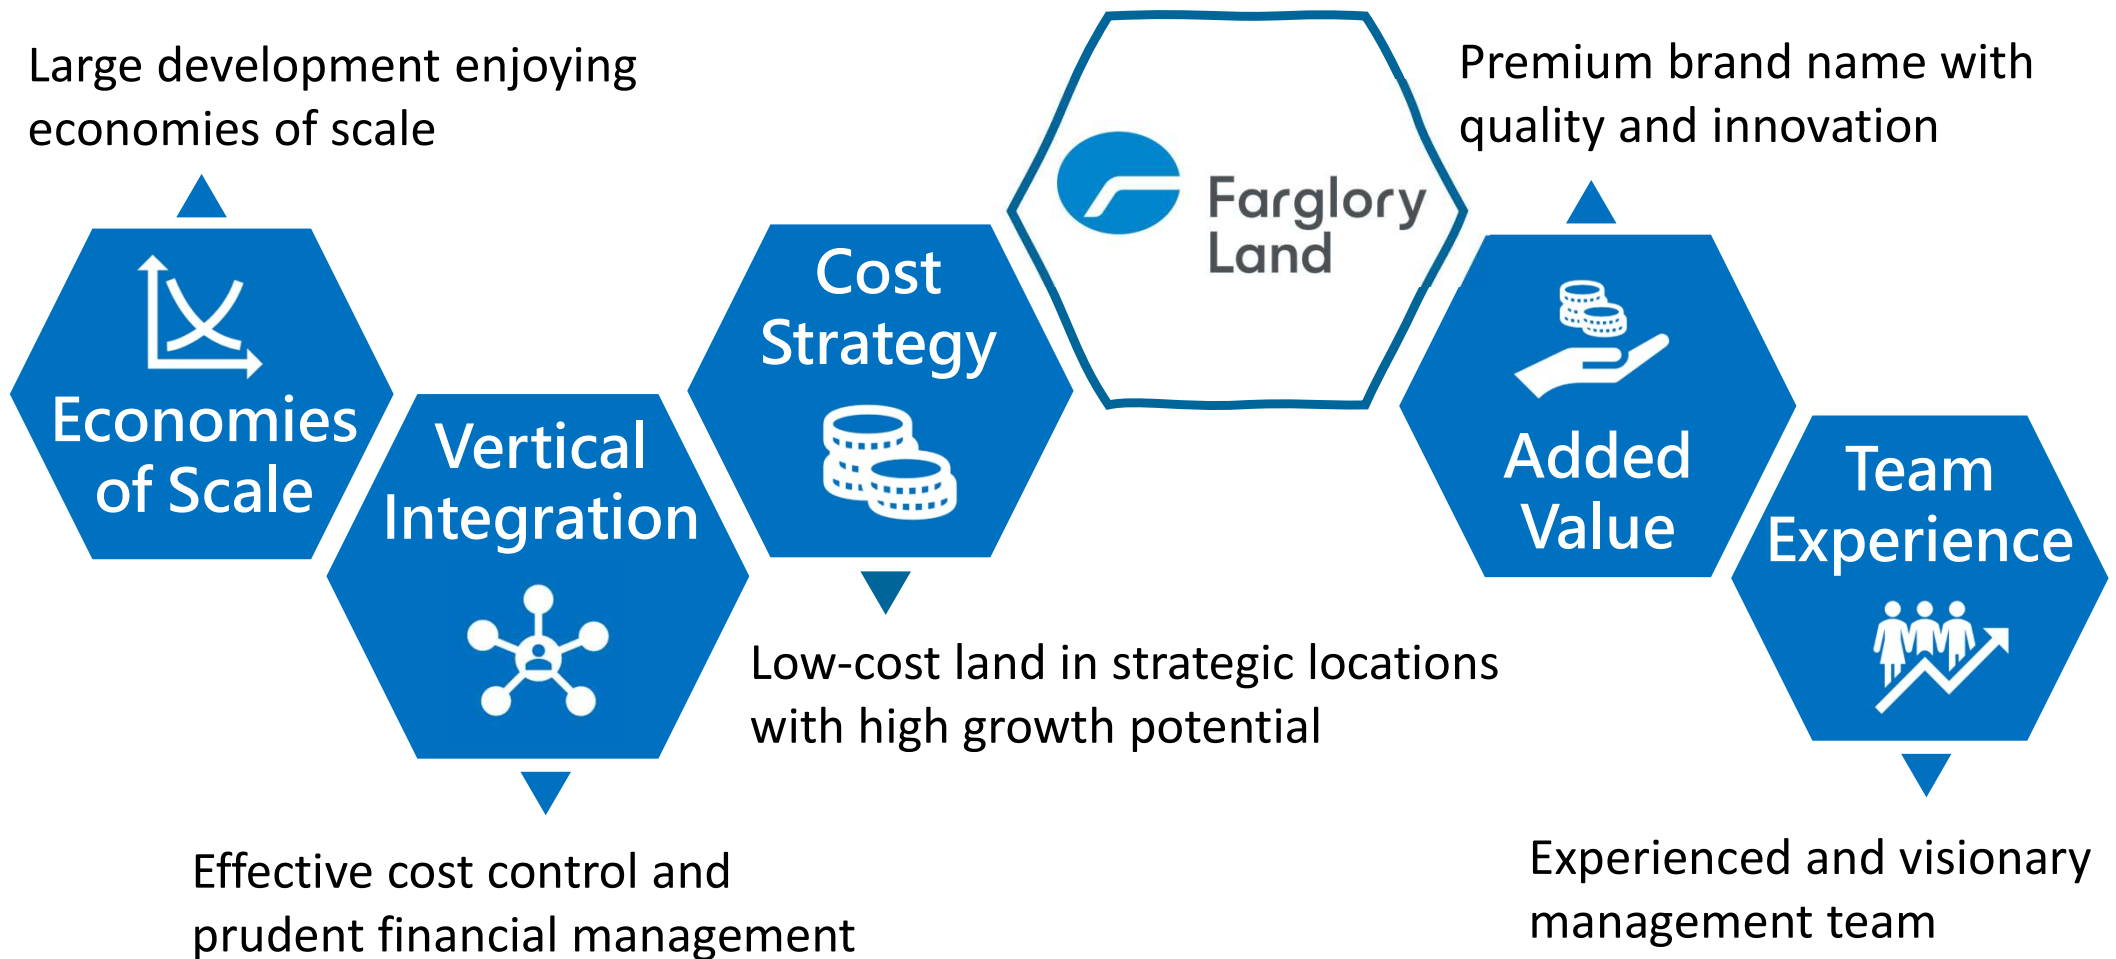 Large development enjoying
economies of scale
Economies
of Scale
Vertical
Integration
Effective cost control and
prudent financial management
Cost
Strategy
Low-cost land in strategic locations
with high growth potential
Farglory
Land
Premium brand name with
quality and innovation
Added
Value
Team
Experience
Experienced and visionary
management team